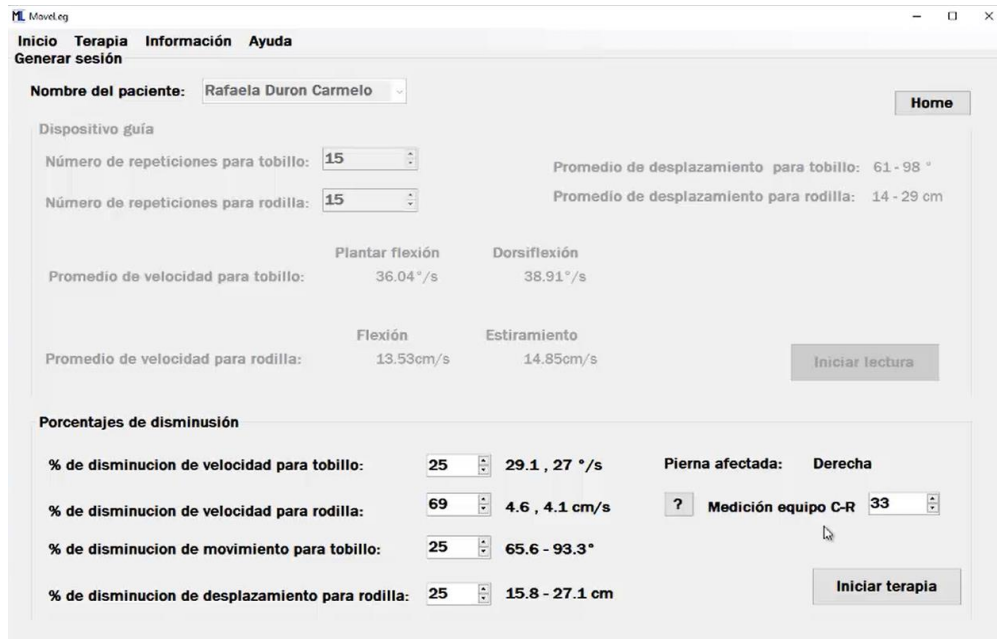 ML MoveLeg
Inicio Terapia Información Ayuda
Generar sesión
Nombre del paciente: Rafaela Duron Carmelo
Home
Dispositivo guía
Número de repeticiones para tobillo: 15
Promedio de desplazamiento para tobillo: 61 - 98 °
Número de repeticiones para rodilla: 15
Promedio de desplazamiento para rodilla: 14 - 29 cm
Plantar flexión Dorsiflexión
Promedio de velocidad para tobillo: 36.04°/s 38.91°/s
Flexión Estiramiento
Promedio de velocidad para rodilla: 13.53cm/s 14.85cm/s
Iniciar lectura
Porcentajes de disminusión
% de disminucion de velocidad para tobillo: 25 29.1 , 27 °/s
Pierna afectada: Derecha
% de disminucion de velocidad para rodilla: 69 4.6 , 4.1 cm/s
? Medición equipo C-R 33
% de disminucion de movimiento para tobillo: 25 65.6 - 93.3°
% de disminucion de desplazamiento para rodilla: 25 15.8 - 27.1 cm
Iniciar terapia